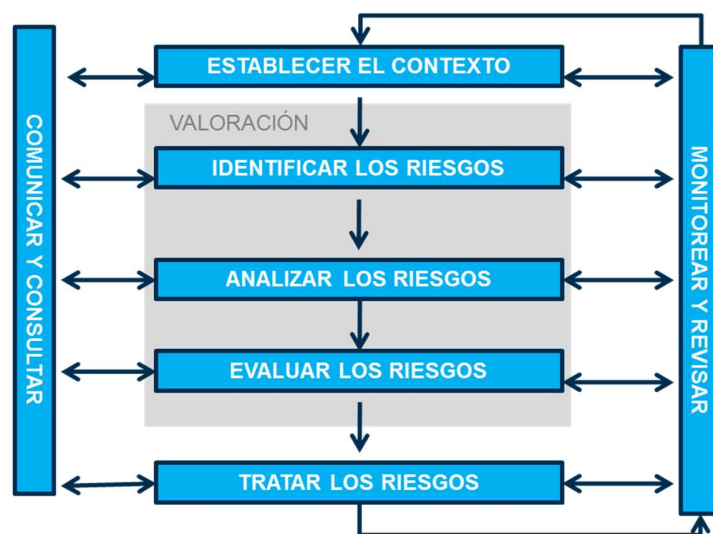 ESTABLECER EL CONTEXTO
VALORACIÓN
IDENTIFICAR LOS RIESGOS
ANALIZAR LOS RIESGOS
EVALUAR LOS RIESGOS
TRATAR LOS RIESGOS
COMUNICAR Y CONSULTAR
MONITOREAR Y REVISAR